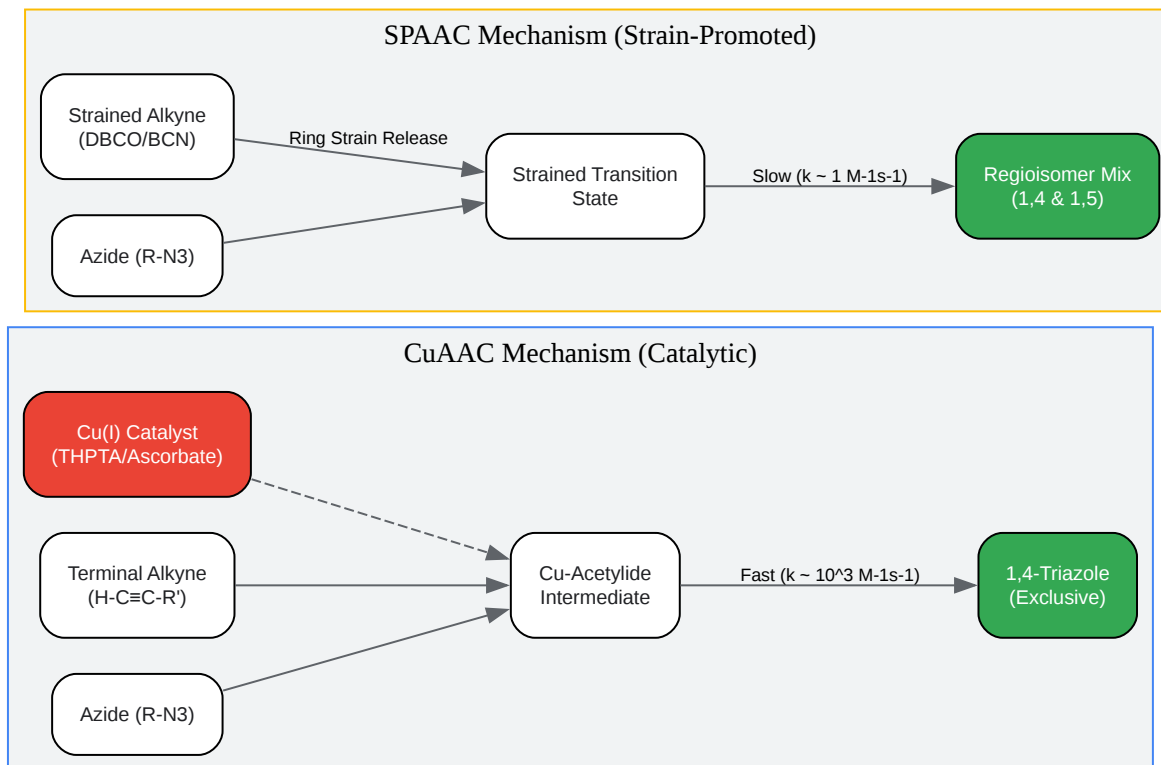 SPAAC Mechanism (Strain-Promoted)
Strained Alkyne
(DBCO/BCN)
Ring Strain Release
Azide (R-N3)
Strained Transition
State
Slow (k ~ 1 M-1s-1)
Regioisomer Mix
(1,4 & 1,5)
CuAAC Mechanism (Catalytic)
Cu(I) Catalyst
(THPTA/Ascorbate)
Terminal Alkyne
(H-C≡C-R')
Azide (R-N3)
Cu-Acetylide
Intermediate
Fast (k ~ 10^3 M-1s-1)
1,4-Triazole
(Exclusive)